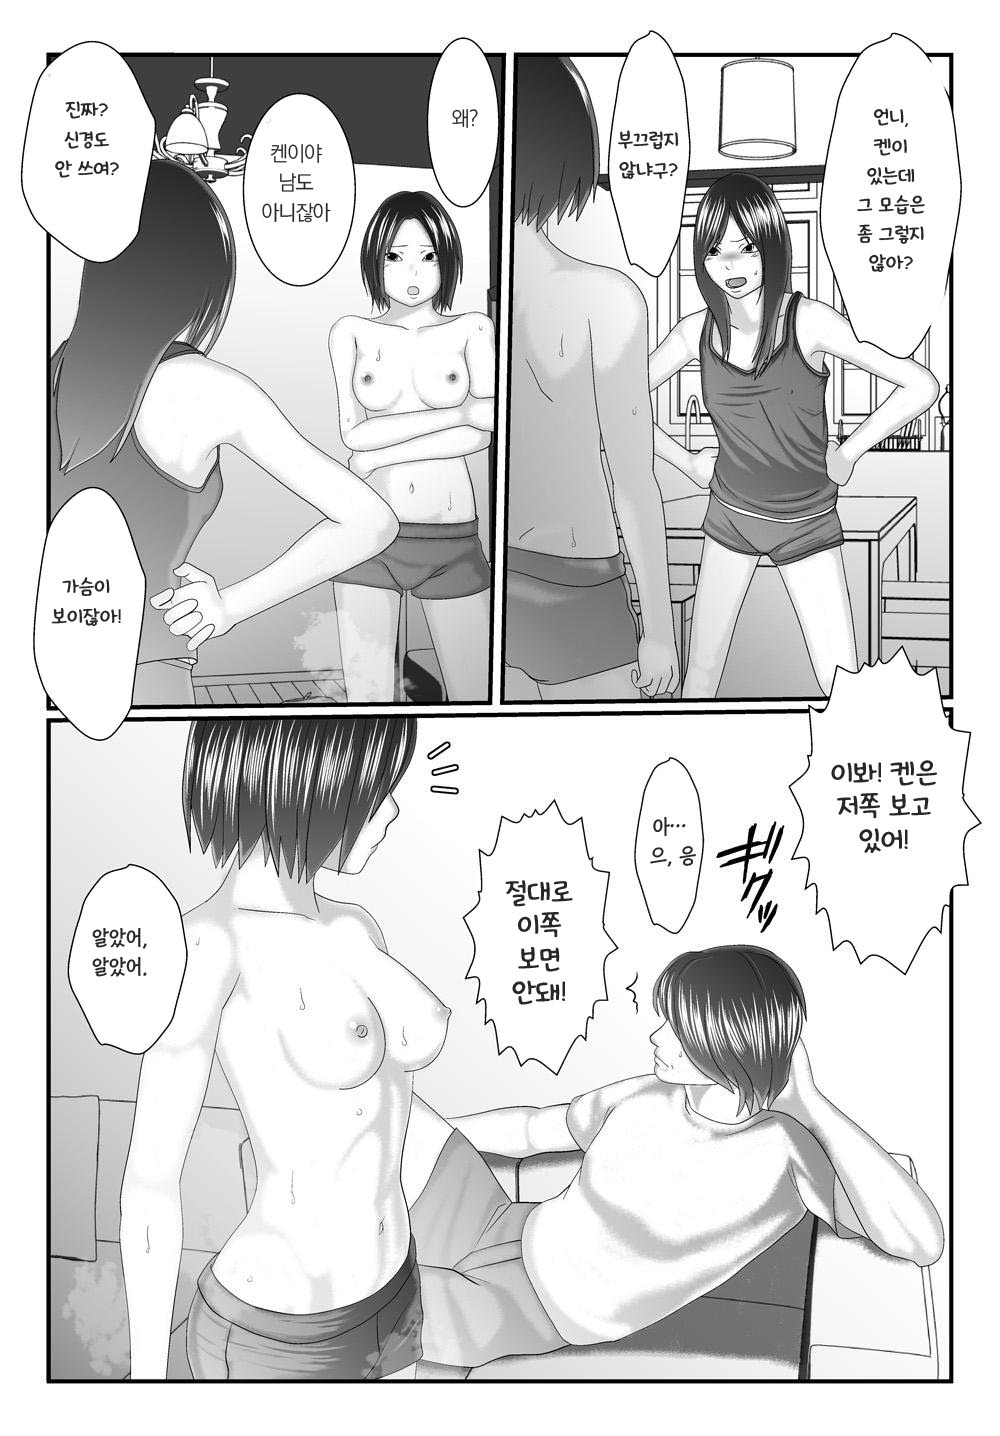 언니,
켄이
있는데
그 모습은
좀 그렇지
않아?
부끄럽지
않냐구?
왜?
켄이야
남도
아니잖아
진짜?
신경도
안 쓰여?
가슴이
보이잖아!
이봐! 켄은
저쪽 보고
있어!
ギクッ
아…
으, 응
절대로
이쪽
보면
안돼!
알았어,
알았어.